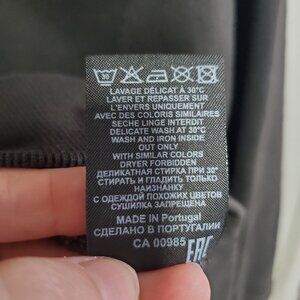 30
LAVAGE DÉLICAT À 30°C
LAVER ET REPASSER SUR
L'ENVERS UNIQUEMENT
AVEC DES COLORIS SIMILAIRES
SECHE LINGE INTERDIT
DELICATE WASH AT 30°C
WASH AND IRON INSIDE
OUT ONLY
WITH SIMILAR COLORS
DRYER FORBIDDEN
ДЕЛИКАТНАЯ СТИРКА ПРИ 30°
СТИРАТЬ И ГЛАДИТЬ ТОЛЬКО
НАИЗНАНКУ
С ОДЕЖДОЙ ПОХОЖИХ ЦВЕТОВ
СУШИЛКА ЗАПРЕЩЕНА
MADE IN Portugal
СДЕЛАНО В ПОРТУГАЛИИ
CA 00985 EAC